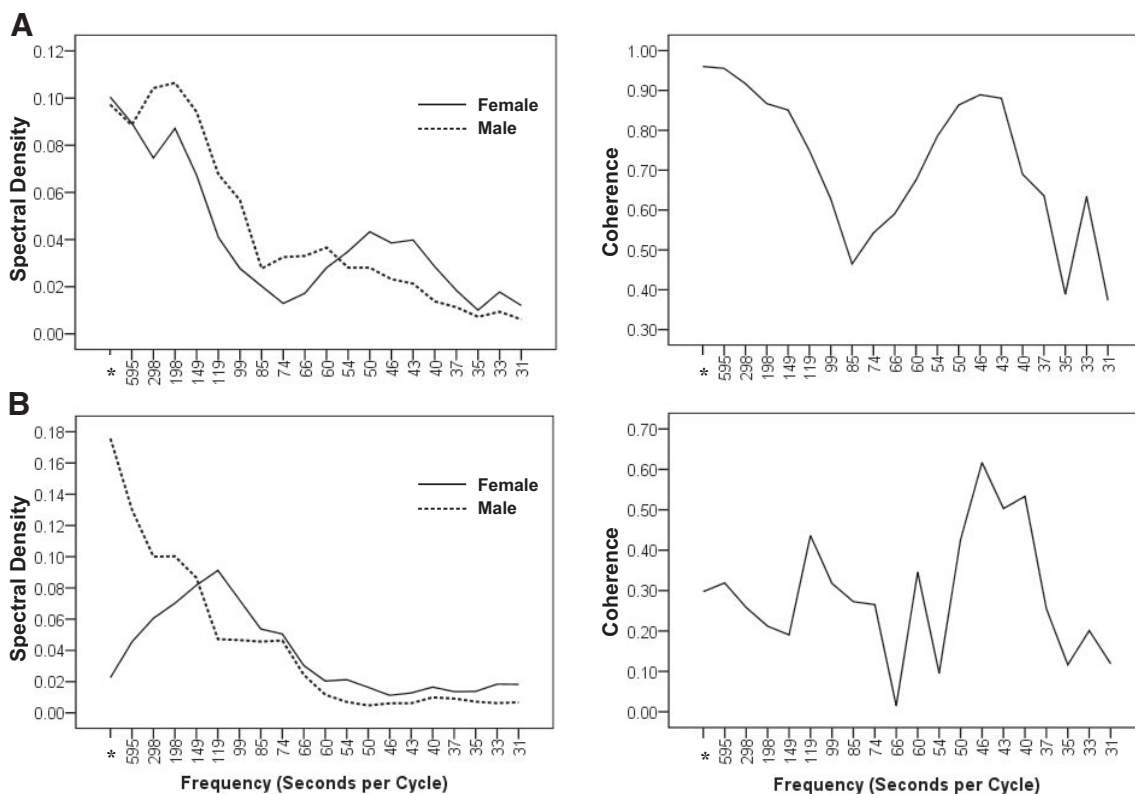 A
Spectral Density
0.12
0.10
0.08
0.06
0.04
0.02
0.00
Female
Male
* 595 298 198 149 119 99 85 74 66 60 54 50 46 43 40 37 35 33 31
Coherence
1.00
0.90
0.80
0.70
0.60
0.50
0.40
0.30
* 595 298 198 149 119 99 85 74 66 60 54 50 46 43 40 37 35 33 31
B
Spectral Density
0.18
0.16
0.14
0.12
0.10
0.08
0.06
0.04
0.02
0.00
Female
Male
* 595 298 198 149 119 99 85 74 66 60 54 50 46 43 40 37 35 33 31
Frequency (Seconds per Cycle)
Coherence
0.70
0.60
0.50
0.40
0.30
0.20
0.10
0.00
* 595 298 198 149 119 99 85 74 66 60 54 50 46 43 40 37 35 33 31
Frequency (Seconds per Cycle)